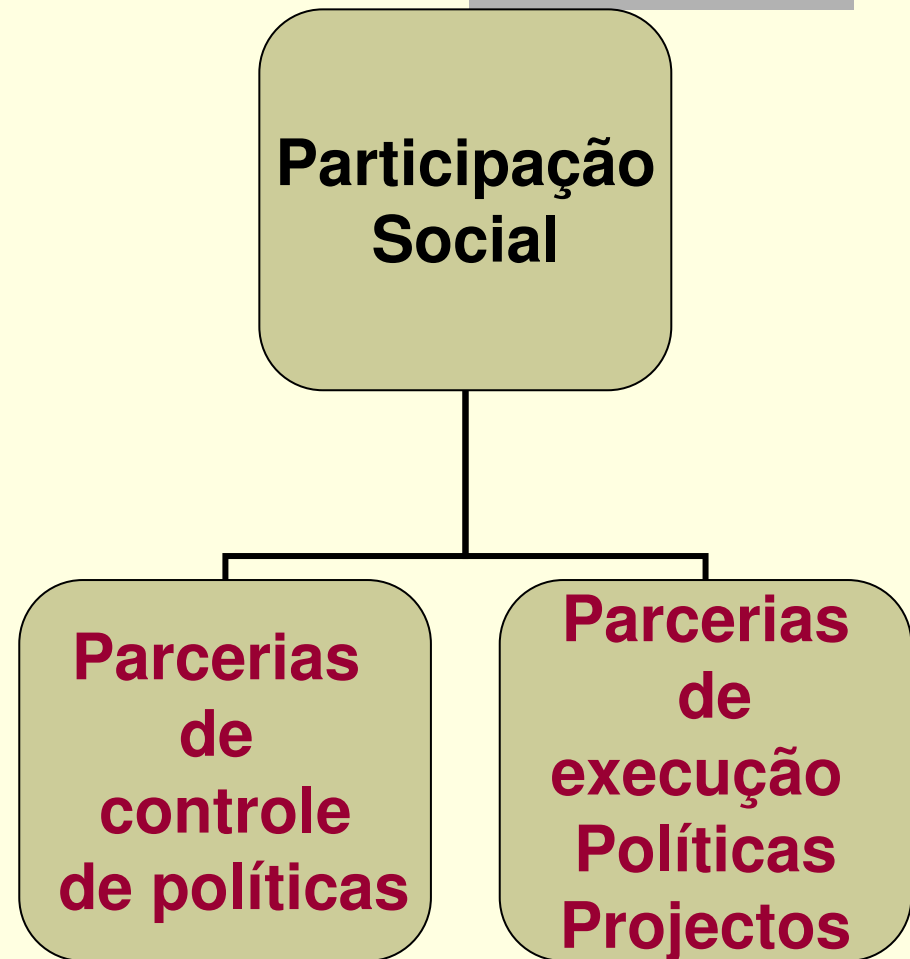 Participação
Social
Parcerias
de
controle
de políticas
Parcerias
de
execução
Políticas
Projectos